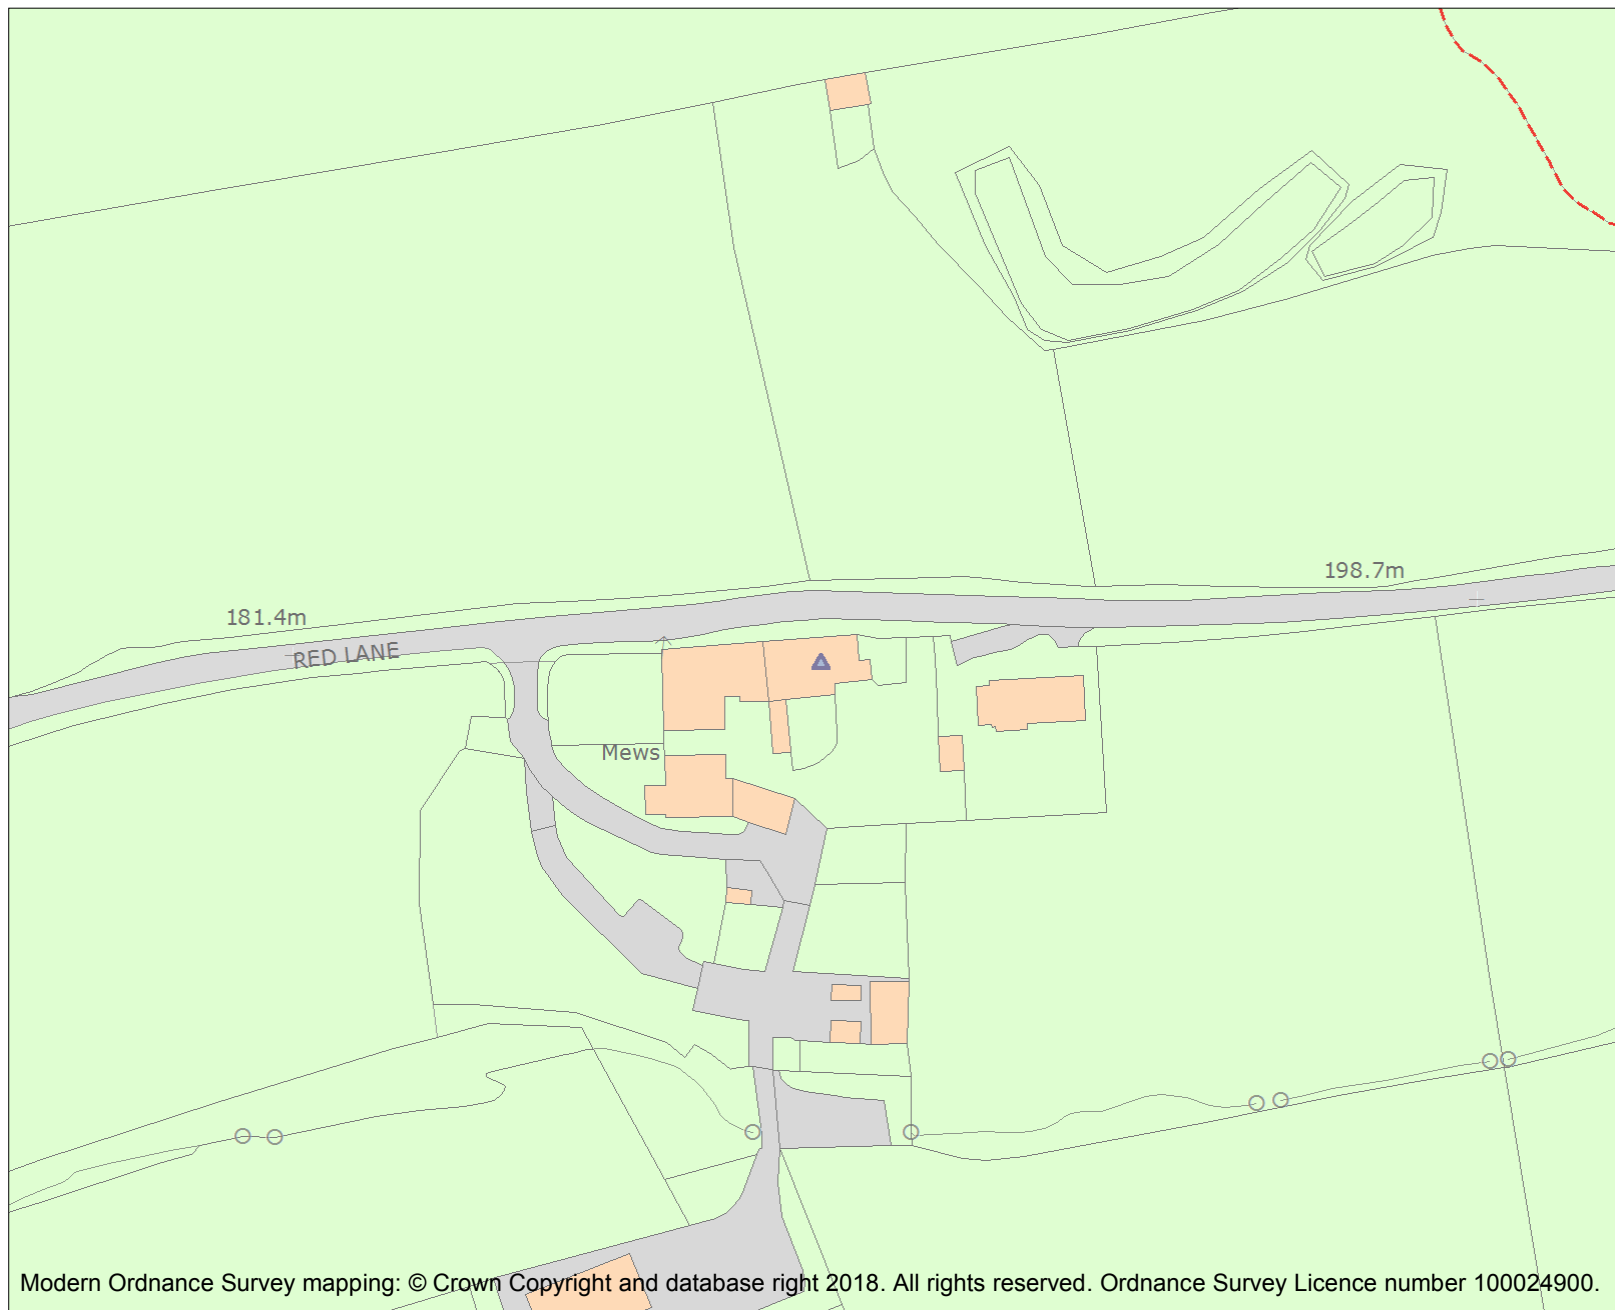 198.7m
181.4m
RED LANE
Mews
Modern Ordnance Survey mapping: © Crown Copyright and database right 2018. All rights reserved. Ordnance Survey Licence number 100024900.